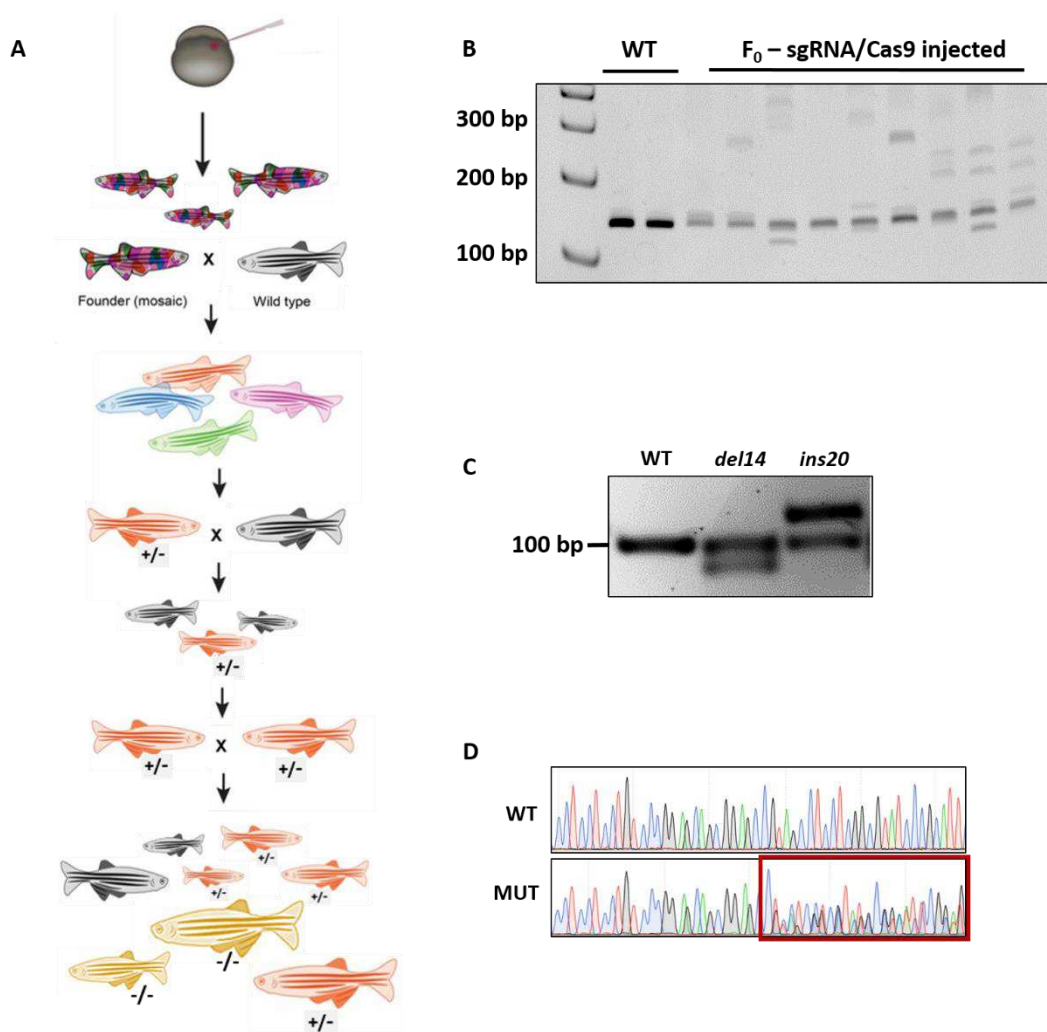 A
Founder (mosaic)
X
Wild type
+/-
X
+/-
+/-
X
+/-
+/-
+/-
+/-
-/-
-/-
+/-
B
WT
F₀ – sgRNA/Cas9 injected
300 bp
200 bp
100 bp
C
WT
del14
ins20
100 bp
D
WT
MUT